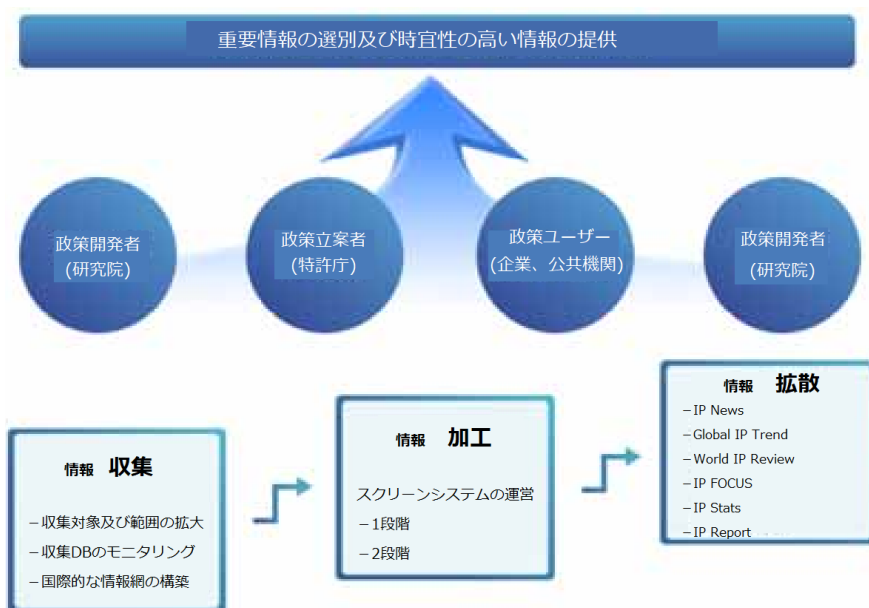 重要情報の選別及び時宜性の高い情報の提供
政策開発者
(研究院)
政策立案者
(特許庁)
政策ユーザー
(企業、公共機関)
政策開発者
(研究院)
情報 収集
－収集対象及び範囲の拡大
－収集DBのモニタリング
－国際的な情報網の構築
情報 加工
スクリーンシステムの運営
－1段階
－2段階
情報 拡散
－IP News
－Global IP Trend
－World IP Review
－IP FOCUS
－IP Stats
－IP Report